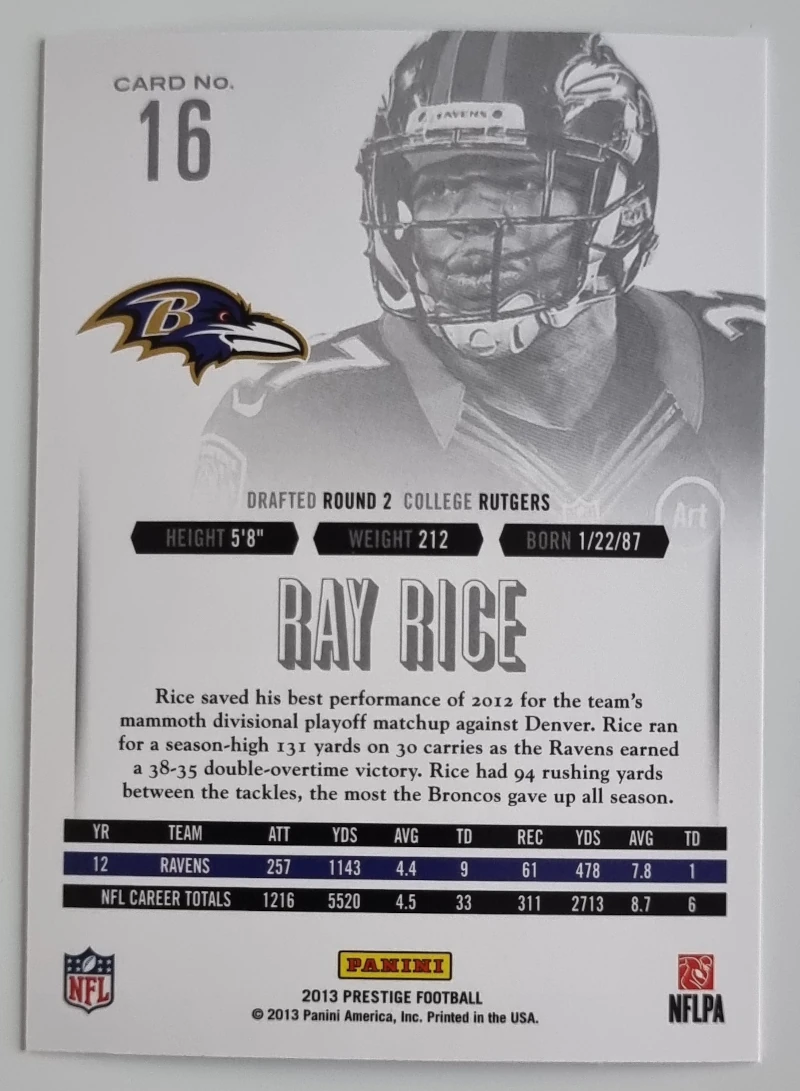 CARD No.
16
RAVENS
B
Art
DRAFTED ROUND 2 COLLEGE RUTGERS
HEIGHT 5'8" WEIGHT 212 BORN 1/22/87
RAY RICE
Rice saved his best performance of 2012 for the team's
mammoth divisional playoff matchup against Denver. Rice ran
for a season-high 131 yards on 30 carries as the Ravens earned
a 38-35 double-overtime victory. Rice had 94 rushing yards
between the tackles, the most the Broncos gave up all season.
YR TEAM ATT YDS AVG TD REC YDS AVG TD
12 RAVENS 257 1143 4.4 9 61 478 7.8 1
NFL CAREER TOTALS 1216 5520 4.5 33 311 2713 8.7 6
NFL
PANINI
2013 PRESTIGE FOOTBALL
© 2013 Panini America, Inc. Printed in the USA.
NFLPA